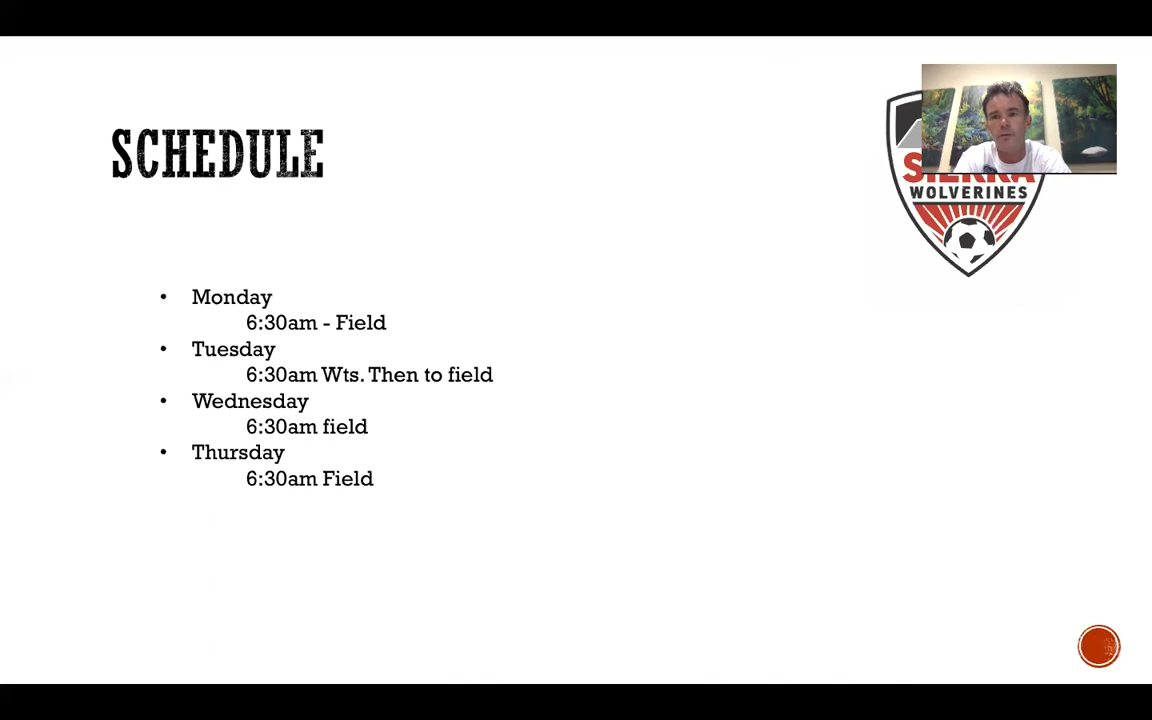 SCHEDULE
SIERRA
WOLVERINES
• Monday
6:30am - Field
• Tuesday
6:30am Wts. Then to field
• Wednesday
6:30am field
• Thursday
6:30am Field